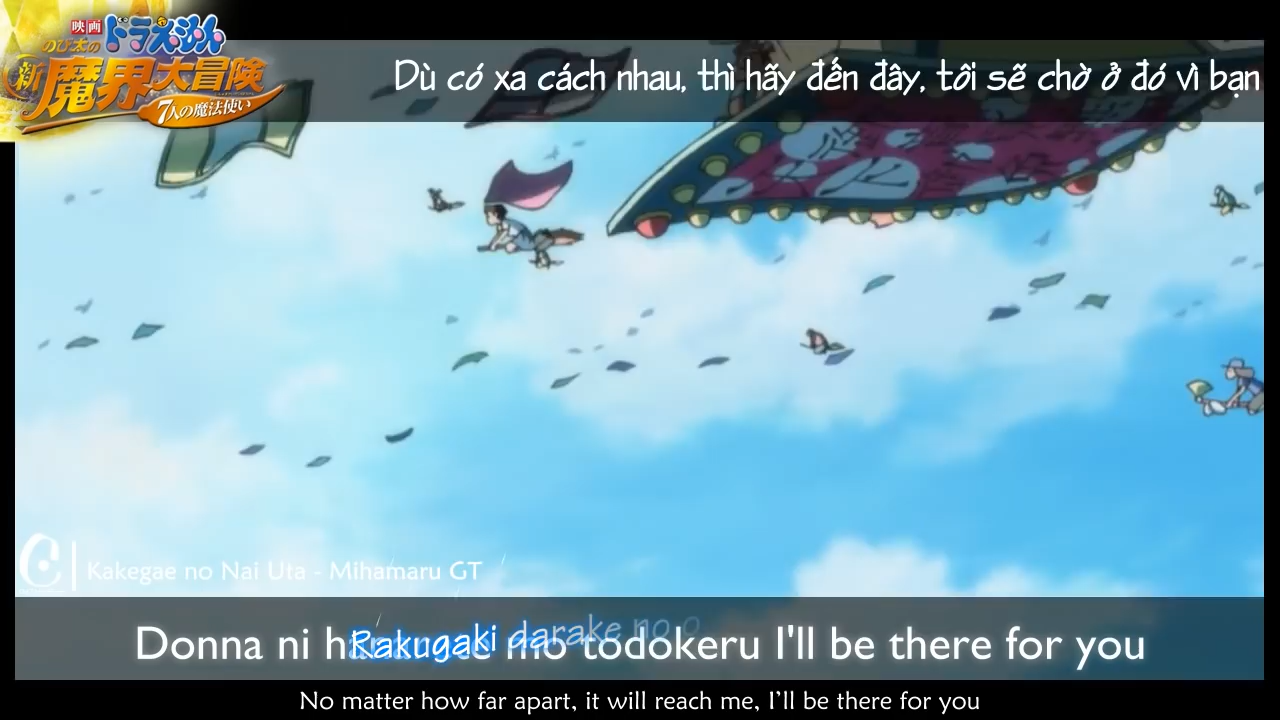 映画ドラえもん
のび太の
新魔界大冒険
7人の魔法使い
Dù có xa cách nhau, thì hãy đến đây, tôi sẽ chờ ở đó vì bạn
Kakegae no Nai Uta - Mihamaru GT
Donna ni hanarete mo todokeru I'll be there for you
Rakugaki darake no o
No matter how far apart, it will reach me, I'll be there for you